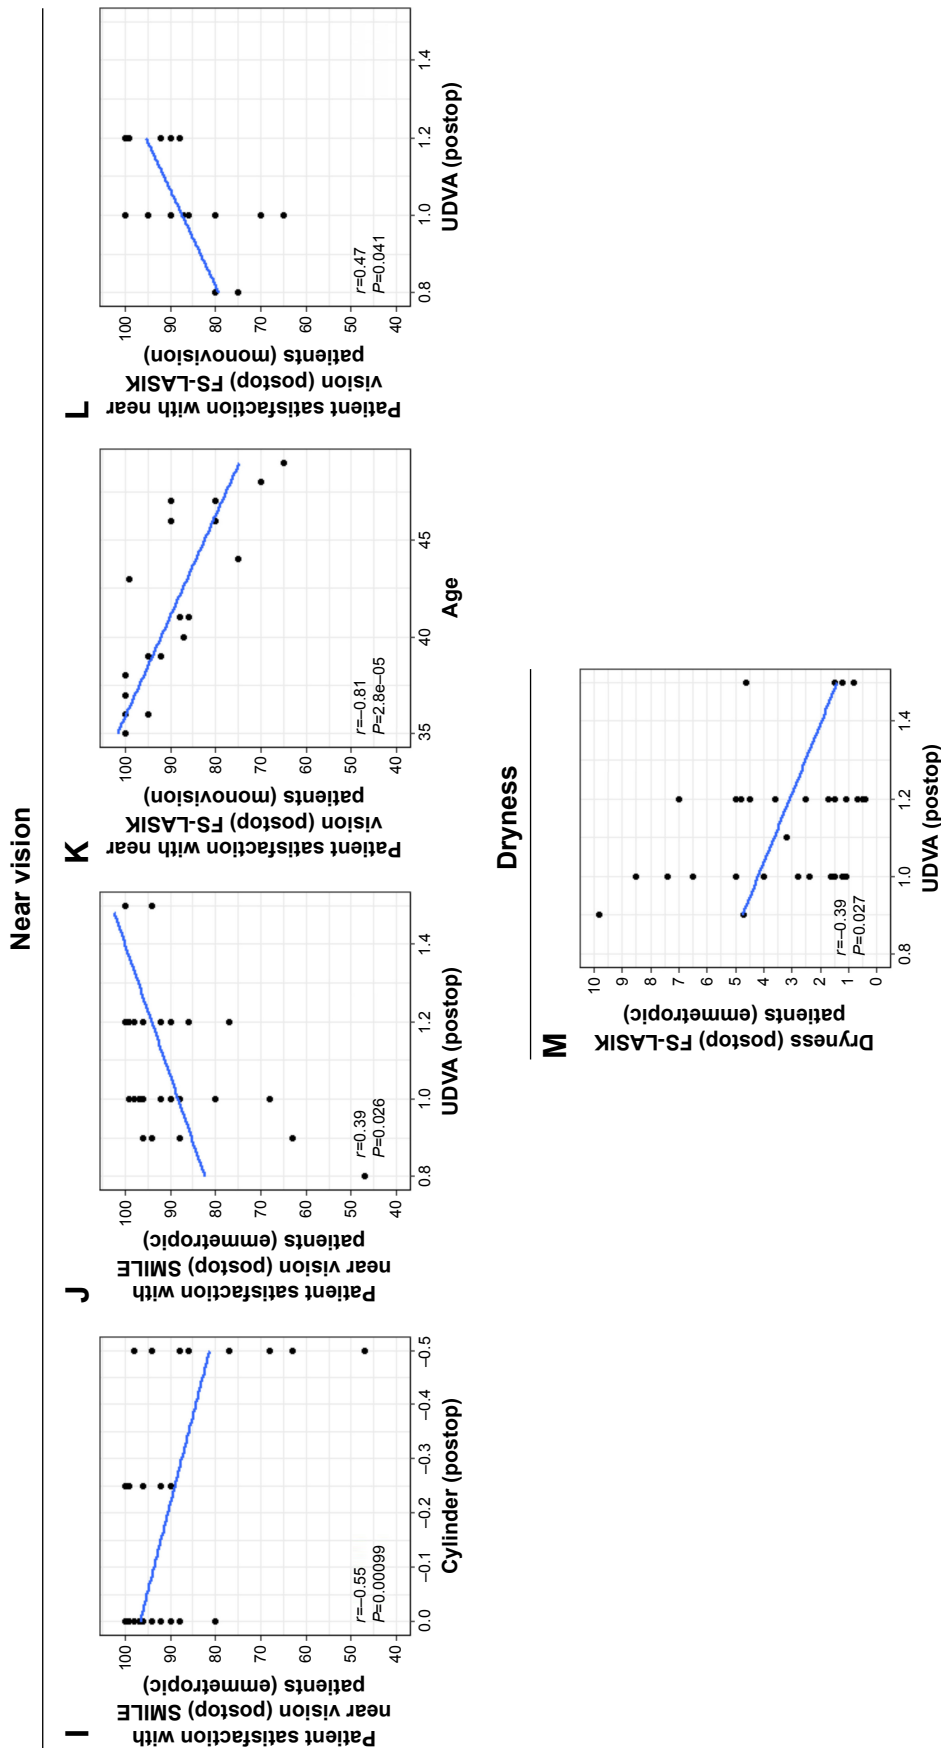 Near vision
I
Patient satisfaction with
near vision (postop) SMILE
patients (emmetropic)
100
90
80
70
60
50
40
r=–0.55
P=0.00099
0.0
–0.1
–0.2
–0.3
–0.4
–0.5
Cylinder (postop)
J
Patient satisfaction with
near vision (postop) SMILE
patients (emmetropic)
100
90
80
70
60
50
40
r=0.39
P=0.026
0.8
1.0
1.2
1.4
UDVA (postop)
K
Patient satisfaction with near
vision (postop) FS-LASIK
patients (monovision)
100
90
80
70
60
50
40
r=–0.81
P=2.8e–05
35
40
45
Age
L
Patient satisfaction with near
vision (postop) FS-LASIK
patients (monovision)
100
90
80
70
60
50
40
r=0.47
P=0.041
0.8
1.0
1.2
1.4
UDVA (postop)
Dryness
M
Dryness (postop) FS-LASIK
patients (emmetropic)
10
9
8
7
6
5
4
3
2
1
0
r=–0.39
P=0.027
0.8
1.0
1.2
1.4
UDVA (postop)